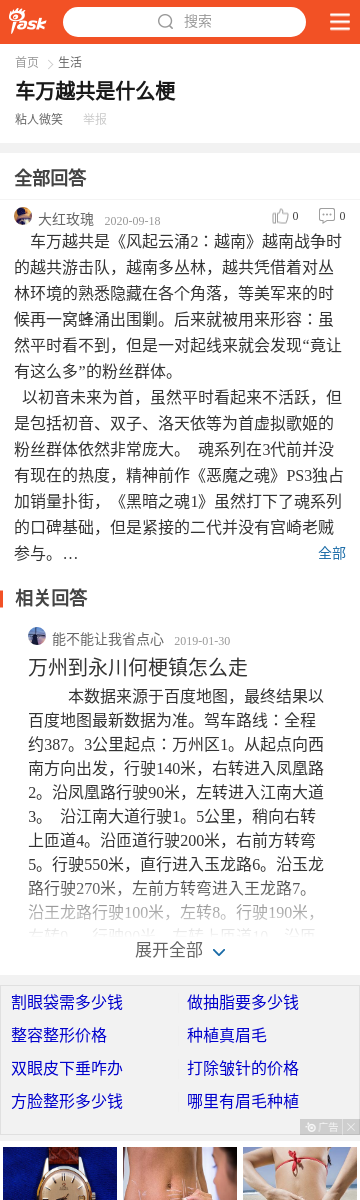 iask
搜索
首页 > 生活
车万越共是什么梗
粘人微笑 举报
全部回答
大红玫瑰 2020-09-18 0 0
车万越共是《风起云涌2：越南》越南战争时
的越共游击队，越南多丛林，越共凭借着对丛
林环境的熟悉隐藏在各个角落，等美军来的时
候再一窝蜂涌出围剿。后来就被用来形容：虽
然平时看不到，但是一对起线来就会发现“竟让
有这么多”的粉丝群体。
以初音未来为首，虽然平时看起来不活跃，但
是包括初音、双子、洛天依等为首虚拟歌姬的
粉丝群体依然非常庞大。 魂系列在3代前并没
有现在的热度，精神前作《恶魔之魂》PS3独占
加销量扑街，《黑暗之魂1》虽然打下了魂系列
的口碑基础，但是紧接的二代并没有宫崎老贼
参与。… 全部
相关回答
能不能让我省点心 2019-01-30
万州到永川何梗镇怎么走
本数据来源于百度地图，最终结果以
百度地图最新数据为准。驾车路线：全程
约387。3公里起点：万州区1。从起点向西
南方向出发，行驶140米，右转进入凤凰路
2。沿凤凰路行驶90米，左转进入江南大道
3。 沿江南大道行驶1。5公里，稍向右转
上匝道4。沿匝道行驶200米，右前方转弯
5。行驶550米，直行进入玉龙路6。沿玉龙
路行驶270米，左前方转弯进入王龙路7。
沿王龙路行驶100米，左转8。行驶190米，
展开全部
割眼袋需多少钱 做抽脂要多少钱
整容整形价格 种植真眉毛
双眼皮下垂咋办 打除皱针的价格
方脸整形多少钱 哪里有眉毛种植
广告